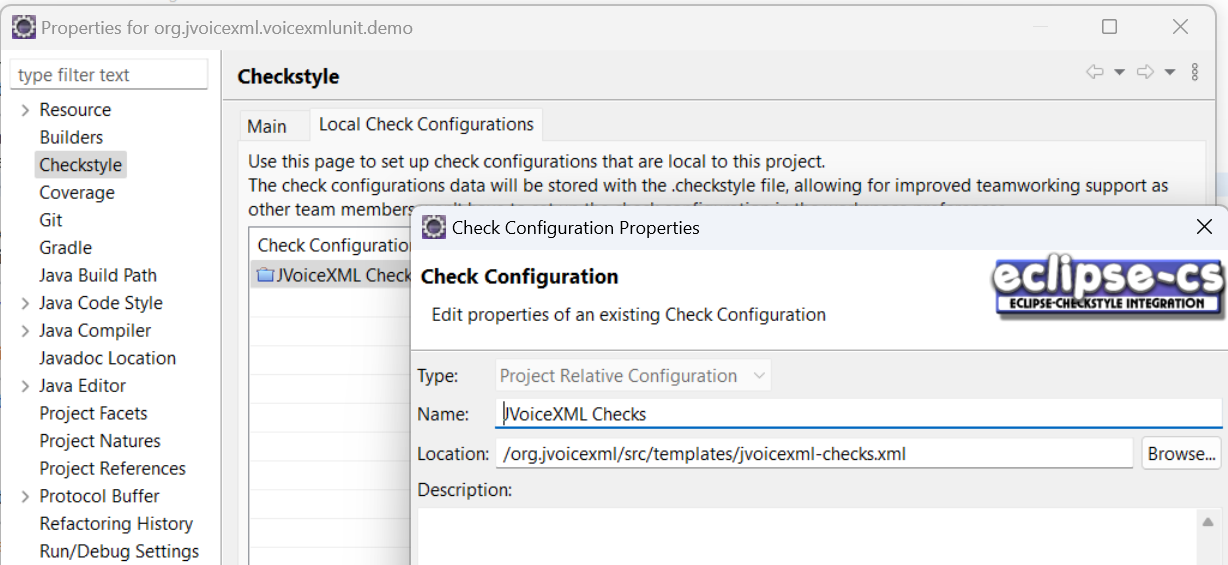 Properties for org.jvoicexml.voicexmlunit.demo
type filter text
Resource
Builders
Checkstyle
Coverage
Git
Gradle
Java Build Path
Java Code Style
Java Compiler
Javadoc Location
Java Editor
Project Facets
Project Natures
Project References
Protocol Buffer
Refactoring History
Run/Debug Settings
Checkstyle
Main
Local Check Configurations
Use this page to set up check configurations that are local to this project.
The check configurations data will be stored with the .checkstyle file, allowing for improved teamworking support as
other team members
Check Configuration
JVoiceXML Check
Check Configuration Properties
Check Configuration
Edit properties of an existing Check Configuration
eclipse-cs
ECLIPSE-CHECKSTYLE INTEGRATION
Type: Project Relative Configuration
Name: JVoiceXML Checks
Location: /org.jvoicexml/src/templates/jvoicexml-checks.xml Browse...
Description: